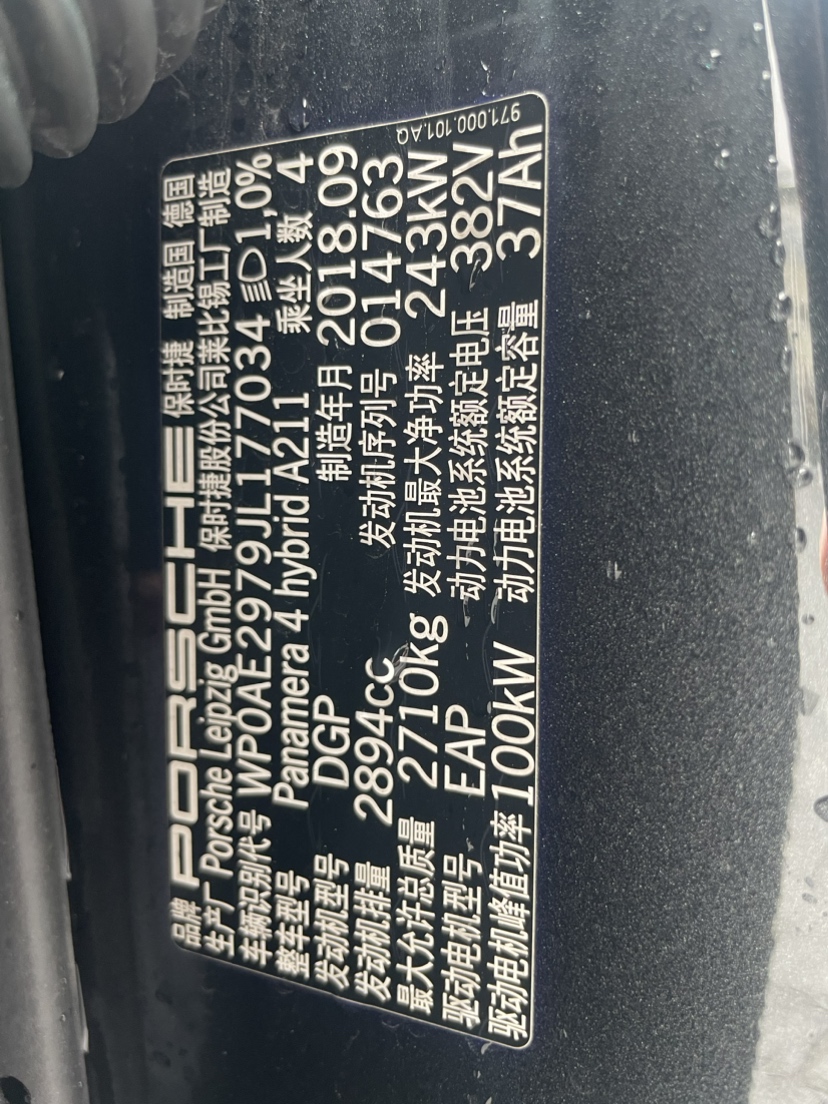 品牌 PORSCHE 保时捷 制造国 德国
生产厂 Porsche Leipzig GmbH 保时捷股份公司莱比锡工厂制造
车辆识别代号 WP0AE2979JL177034 1,0%
整车型号 Panamera 4 hybrid A211 乘坐人数 4
发动机型号 DGP 制造年月 2018.09
发动机排量 2894cc 发动机序列号 014763
最大允许总质量 2710kg 发动机最大净功率 243kW
驱动电机型号 EAP 动力电池系统额定电压 382V
驱动电机峰值功率 100kW 动力电池系统额定容量 37Ah
971.000.101.AQ